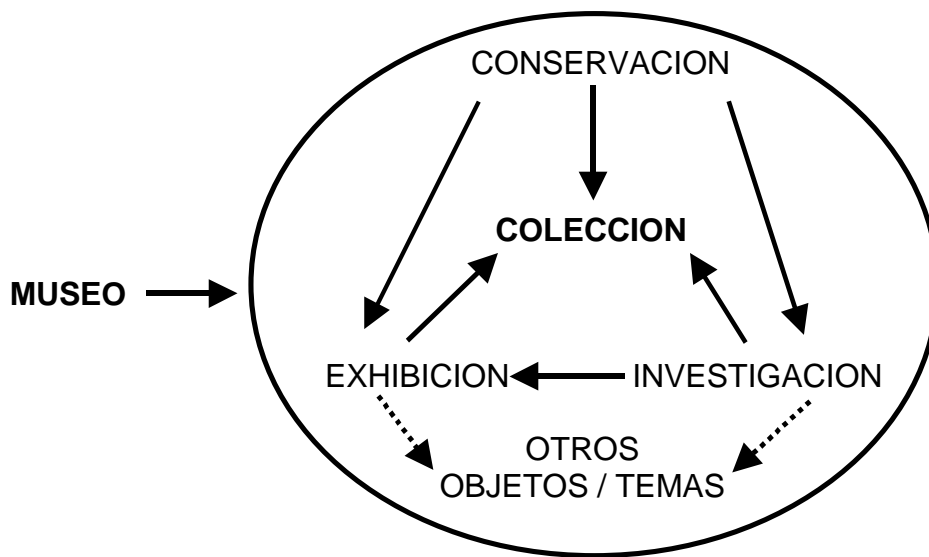 CONSERVACION
COLECCION
MUSEO
EXHIBICION
INVESTIGACION
OTROS
OBJETOS / TEMAS